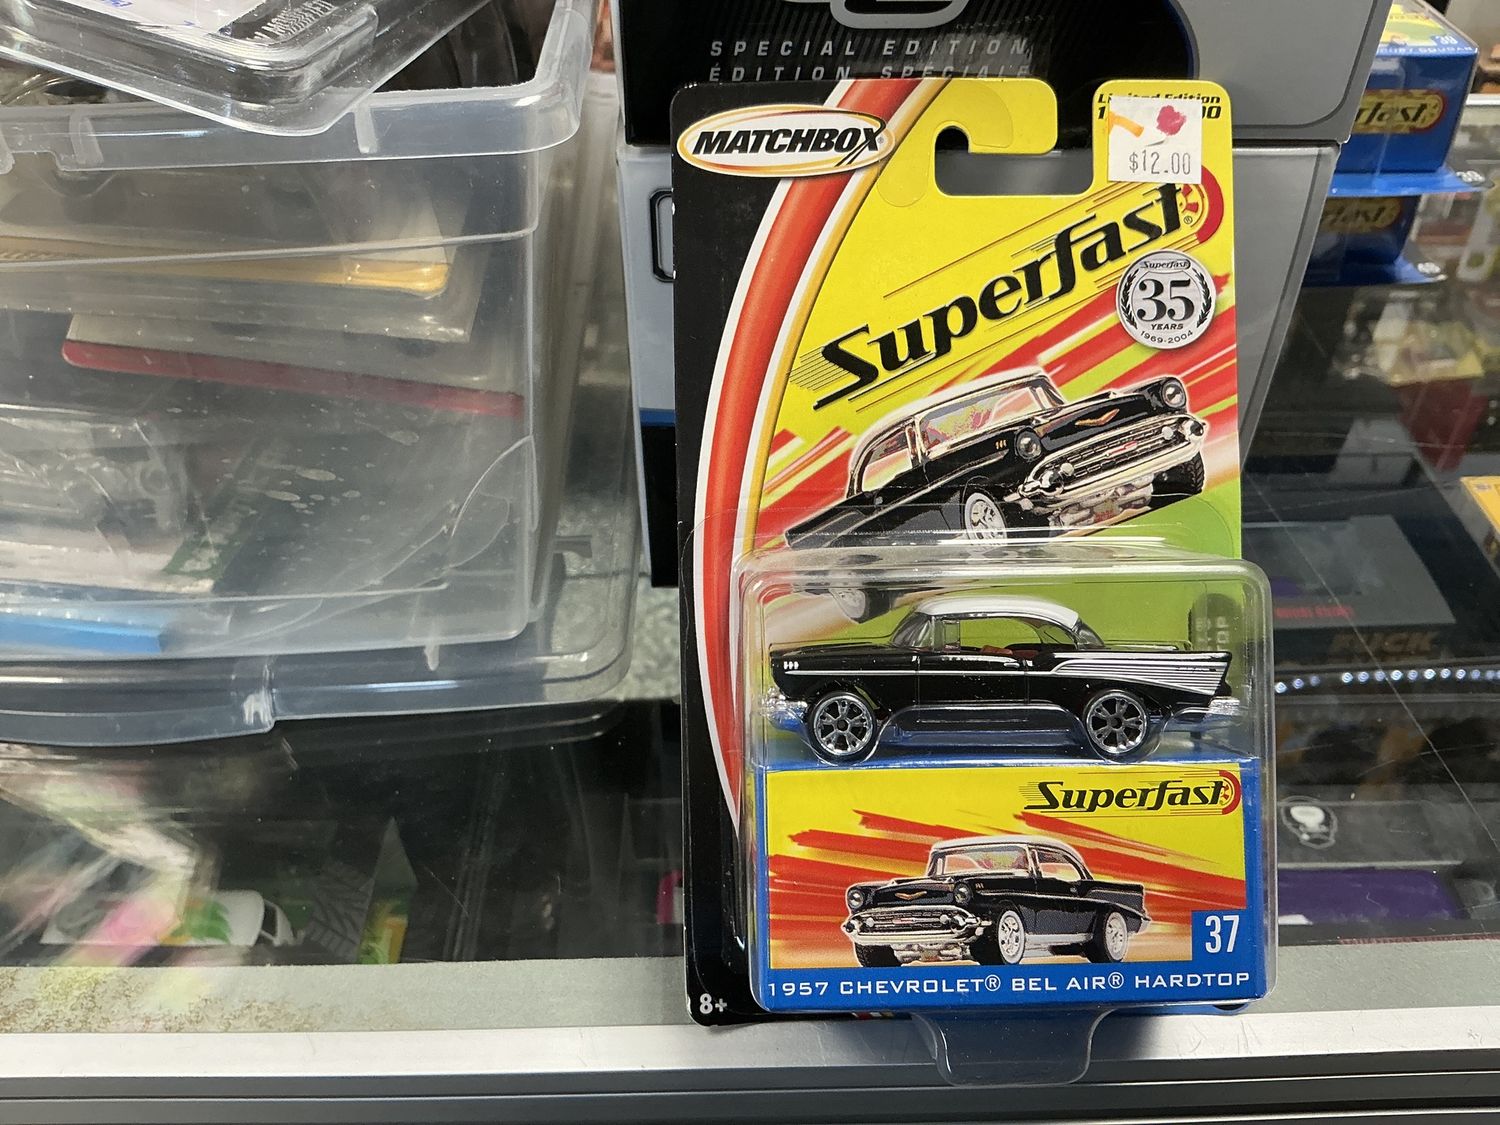 SPECIAL EDITION
EDITION SPÉCIALE
MATCHBOX
Limited Edition
$12.00
Superfast®
Superfast
35
YEARS
1969-2004
Superfast
37
1957 CHEVROLET® BEL AIR® HARDTOP
8+